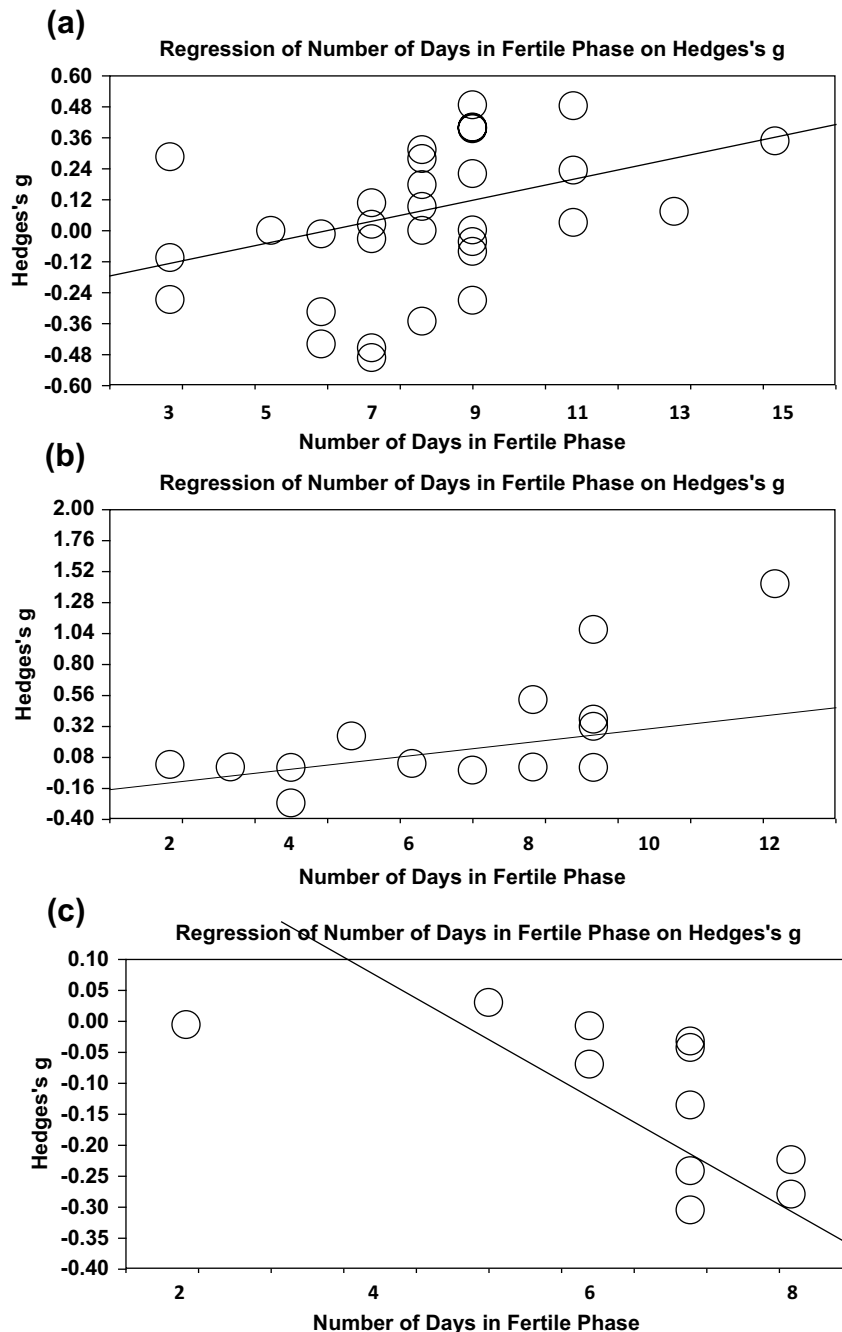 (a)
Regression of Number of Days in Fertile Phase on Hedges's g
0.60
0.48
0.36
0.24
0.12
0.00
-0.12
-0.24
-0.36
-0.48
-0.60
Hedges's g
3 5 7 9 11 13 15
Number of Days in Fertile Phase
(b)
Regression of Number of Days in Fertile Phase on Hedges's g
2.00
1.76
1.52
1.28
1.04
0.80
0.56
0.32
0.08
-0.16
-0.40
Hedges's g
2 4 6 8 10 12
Number of Days in Fertile Phase
(c)
Regression of Number of Days in Fertile Phase on Hedges's g
0.10
0.05
0.00
-0.05
-0.10
-0.15
-0.20
-0.25
-0.30
-0.35
-0.40
Hedges's g
2 4 6 8
Number of Days in Fertile Phase